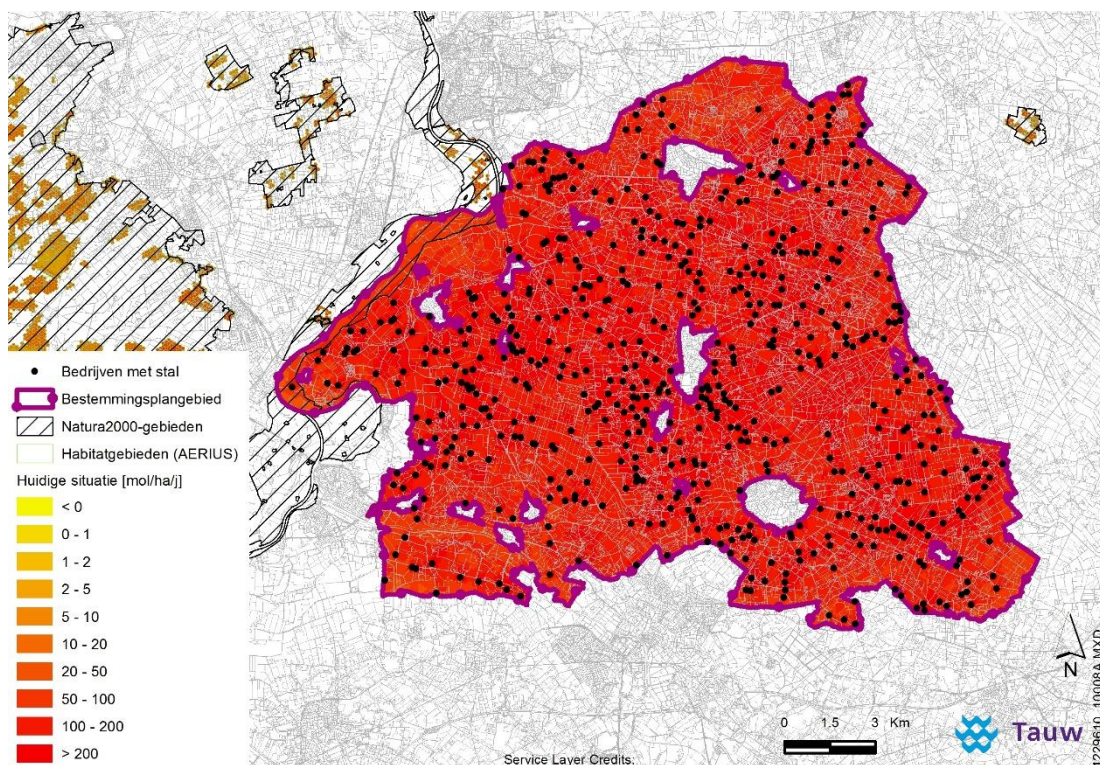 Bedrijven met stal
Bestemmingsplangebied
Natura2000-gebieden
Habitatgebieden (AERIUS)
Huidige situatie [mol/ha/j]
< 0
0 - 1
1 - 2
2 - 5
5 - 10
10 - 20
20 - 50
50 - 100
100 - 200
> 200
N
0 1.5 3 Km
Tauw
Service Layer Credits: